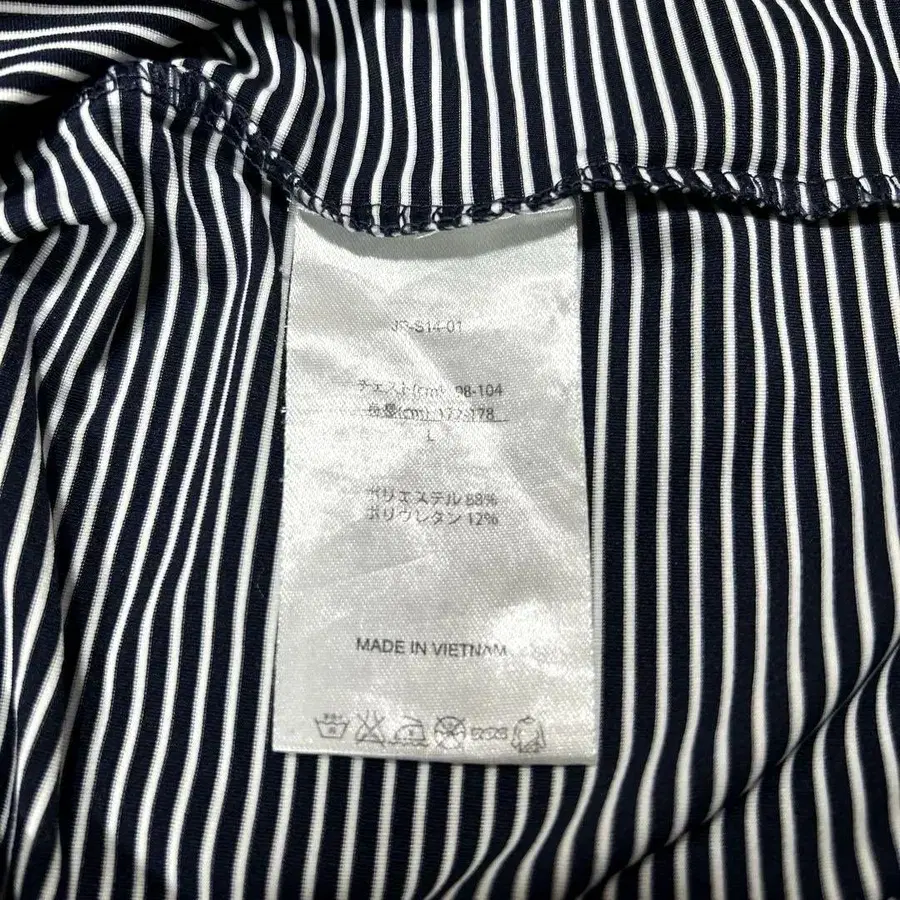 JP-S14-01
チェスト(cm) 98-104
身長(cm) 172-178
L
ポリエステル 88%
ポリウレタン 12%
MADE IN VIETNAM